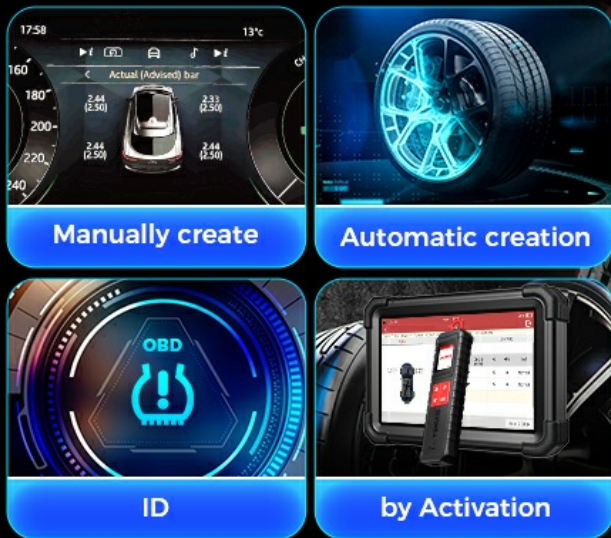 17:58
13°c
Actual (Advised) bar
160
180
200
220
240
2.44
(2.50)
2.33
(2.50)
2.44
(2.50)
2.44
(2.50)
Manually create
Automatic creation
OBD
ID
by Activation